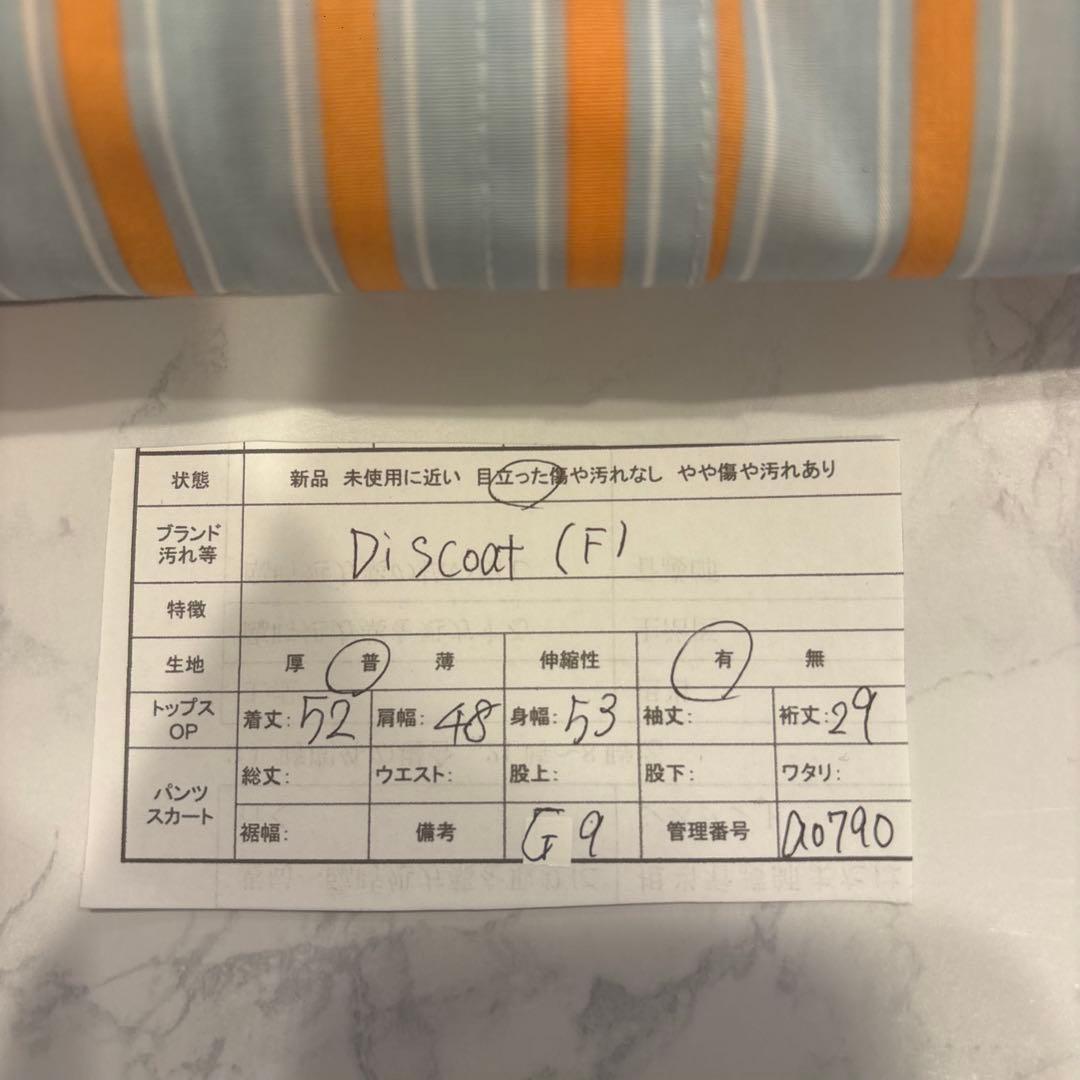 状態 新品 未使用に近い 目立った傷や汚れなし やや傷や汚れあり
ブランド
汚れ等
Discoat (F)
特徴
生地 厚 普 薄 伸縮性 有 無
トップス
OP
着丈: 52 肩幅: 48 身幅: 53 袖丈: 裄丈: 29
パンツ
スカート
総丈: ウエスト: 股上: 股下: ワタリ:
裾幅: 備考 G9 管理番号 a0790